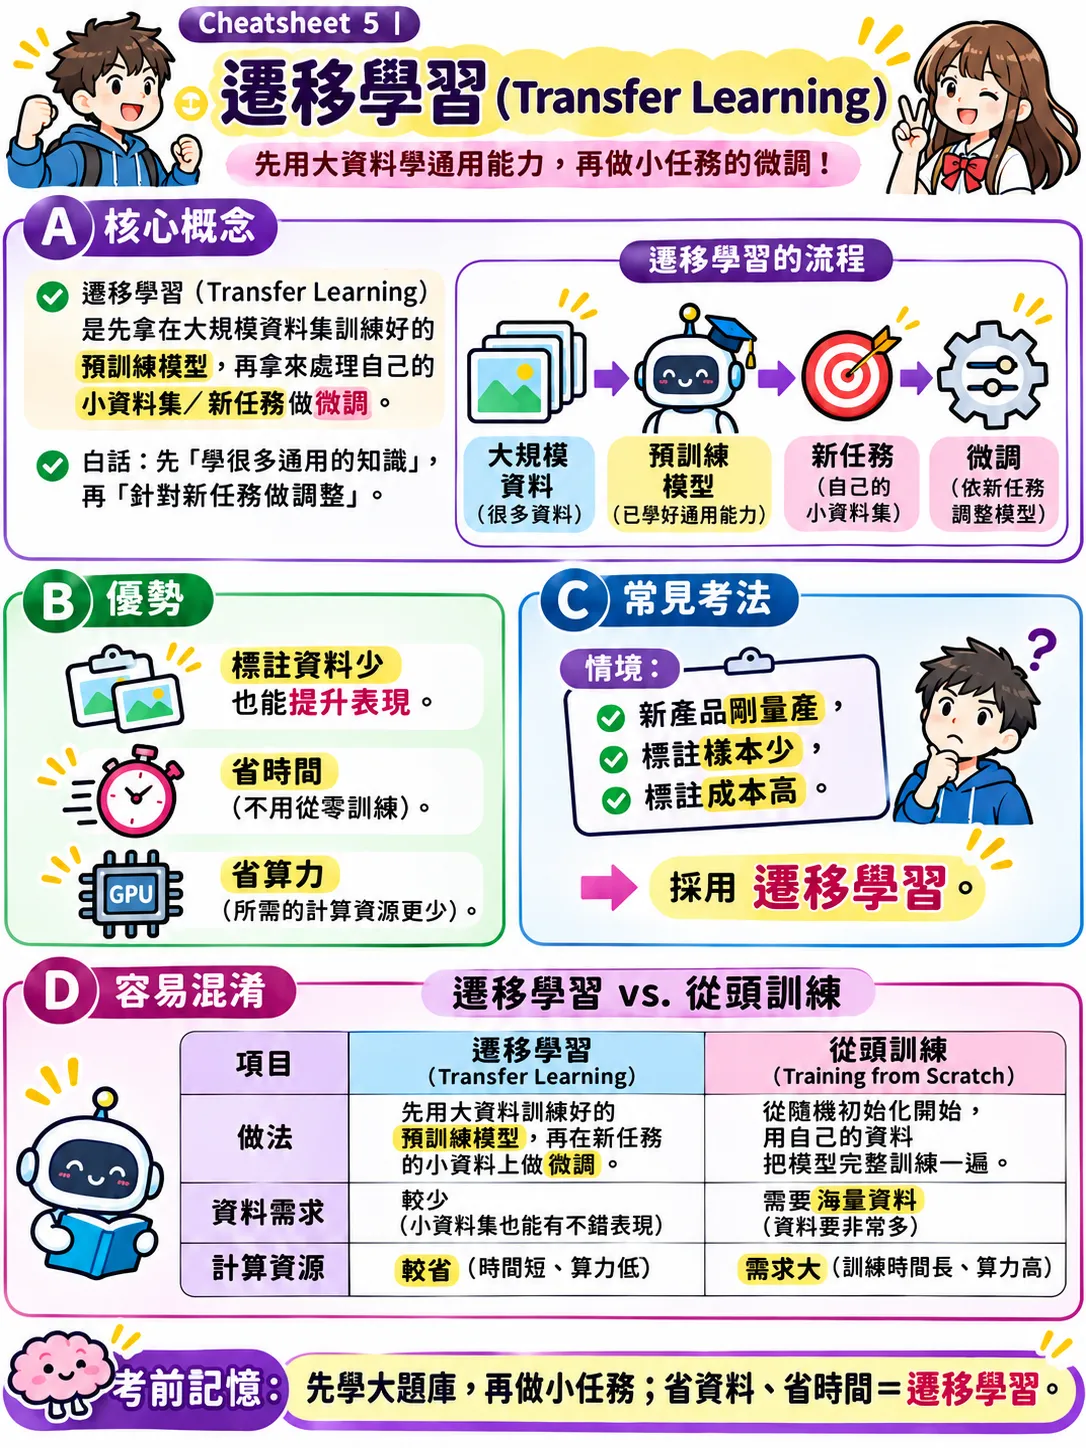 Cheatsheet 5 |
遷移學習 (Transfer Learning)
先用大資料學通用能力，再做小任務的微調！
A 核心概念
遷移學習（Transfer Learning）
是先拿在大規模資料集訓練好的
預訓練模型，再拿來處理自己的
小資料集／新任務做微調。
白話：先「學很多通用的知識」，
再「針對新任務做調整」。
遷移學習的流程
大規模
資料
（很多資料）
預訓練
模型
（已學好通用能力）
新任務
（自己的
小資料集）
微調
（依新任務
調整模型）
B 優勢
標註資料少
也能提升表現。
省時間
（不用從零訓練）。
GPU
省算力
（所需的計算資源更少）。
C 常見考法
情境：
新產品剛量產，
標註樣本少，
標註成本高。
?
採用 遷移學習。
D 容易混淆
遷移學習 vs. 從頭訓練
項目
遷移學習
（Transfer Learning）
從頭訓練
（Training from Scratch）
做法
先用大資料訓練好的
預訓練模型，再在新任務
的小資料上做微調。
從隨機初始化開始，
用自己的資料
把模型完整訓練一遍。
資料需求
較少
（小資料集也能有不錯表現）
需要海量資料
（資料要非常多）
計算資源
較省（時間短、算力低）
需求大（訓練時間長、算力高）
考前記憶：
先學大題庫，再做小任務；省資料、省時間＝遷移學習。